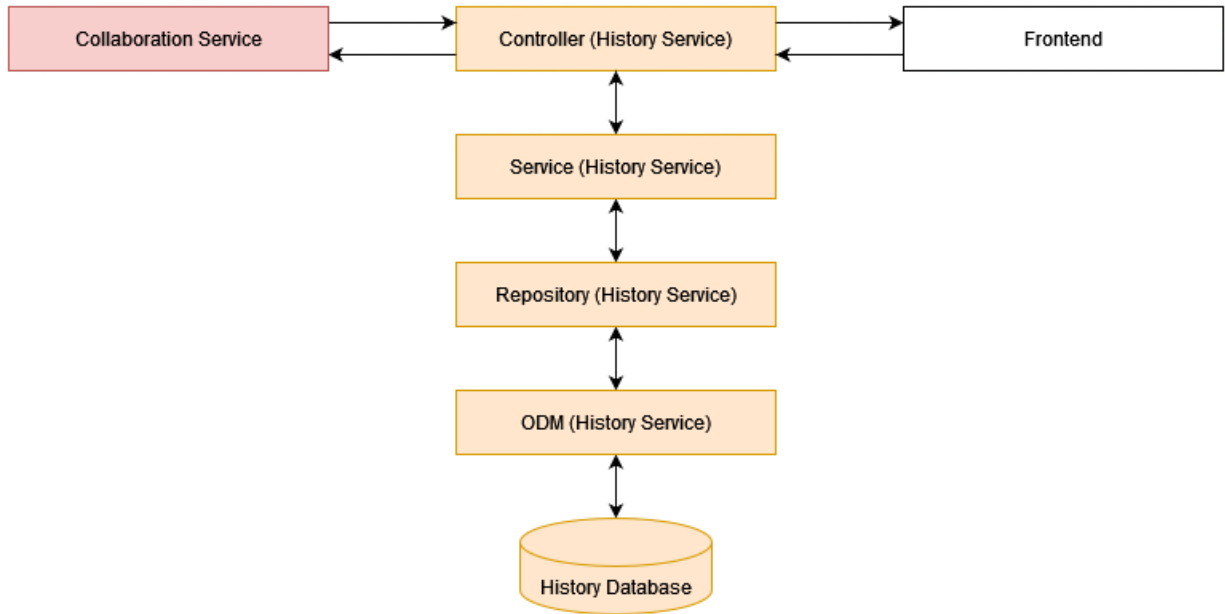 Collaboration Service
Controller (History Service)
Frontend
Service (History Service)
Repository (History Service)
ODM (History Service)
History Database